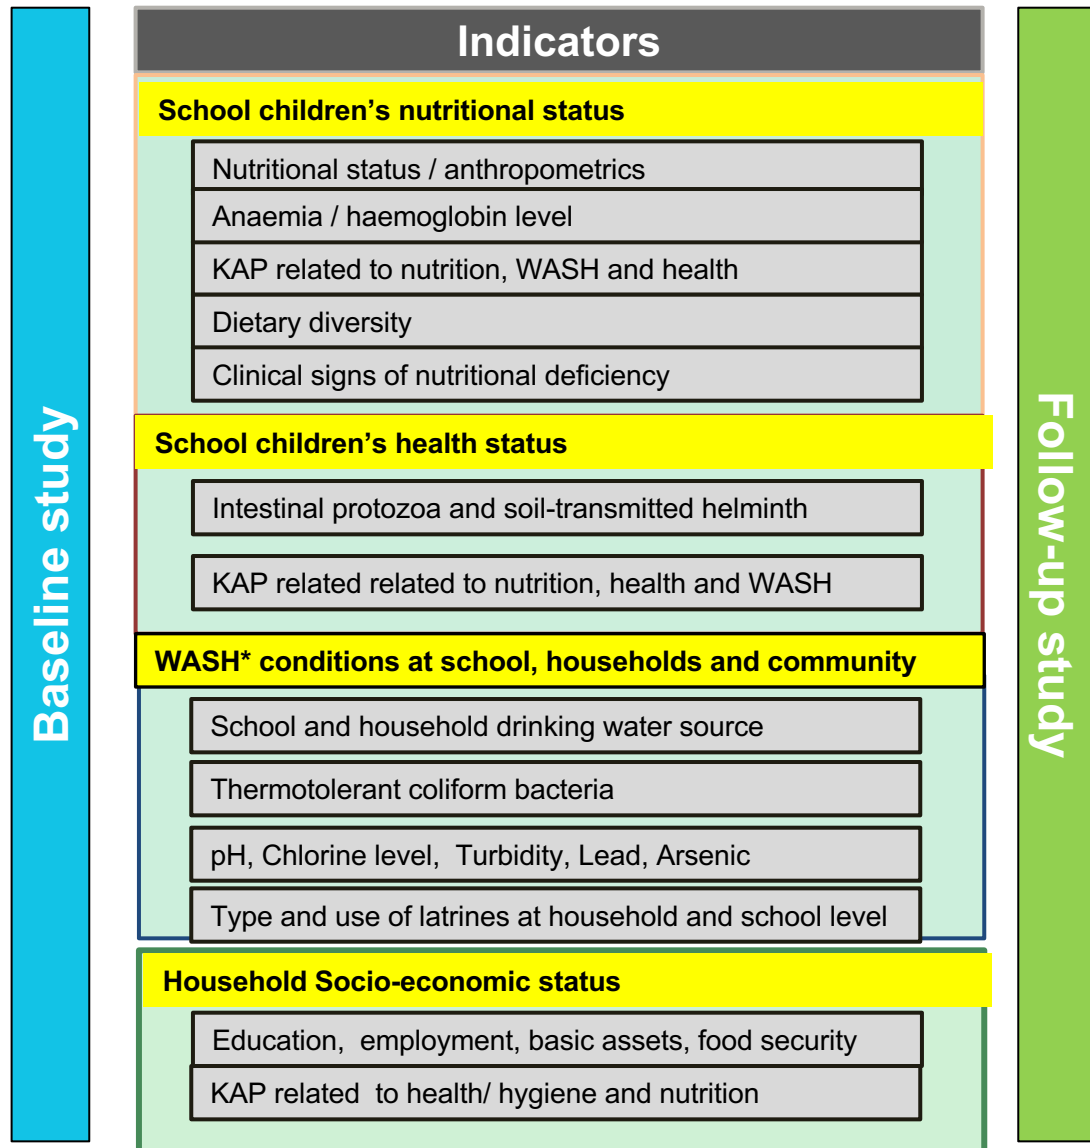 Indicators
School children's nutritional status
Nutritional status / anthropometrics
Anaemia / haemoglobin level
KAP related to nutrition, WASH and health
Dietary diversity
Clinical signs of nutritional deficiency
School children's health status
Intestinal protozoa and soil-transmitted helminth
KAP related related to nutrition, health and WASH
WASH* conditions at school, households and community
School and household drinking water source
Thermotolerant coliform bacteria
pH, Chlorine level,  Turbidity, Lead, Arsenic
Type and use of latrines at household and school level
Household Socio-economic status
Education,  employment, basic assets, food security
KAP related  to health/ hygiene and nutrition
Baseline study
Follow-up study